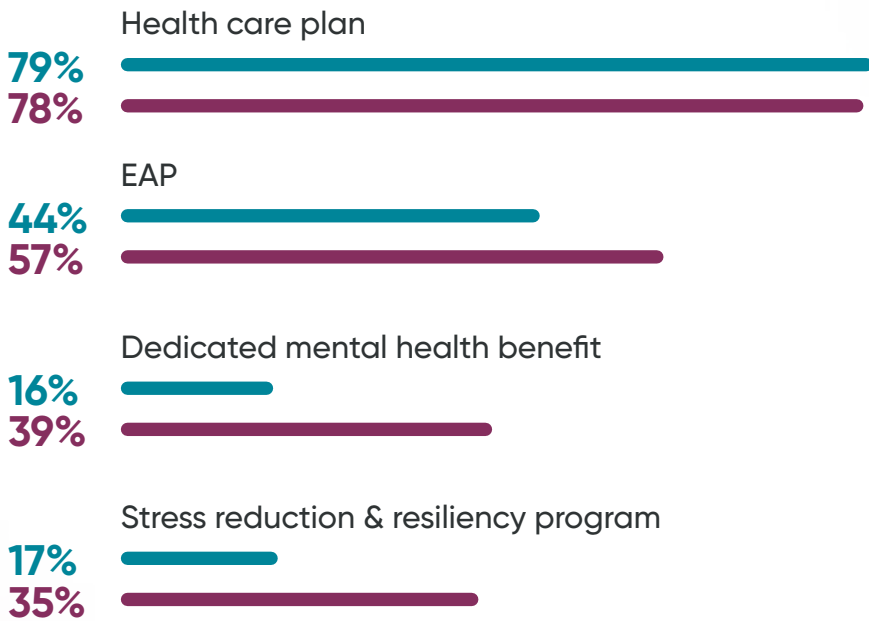 Health care plan
79%
78%
EAP
44%
57%
Dedicated mental health benefit
16%
39%
Stress reduction & resiliency program
17%
35%